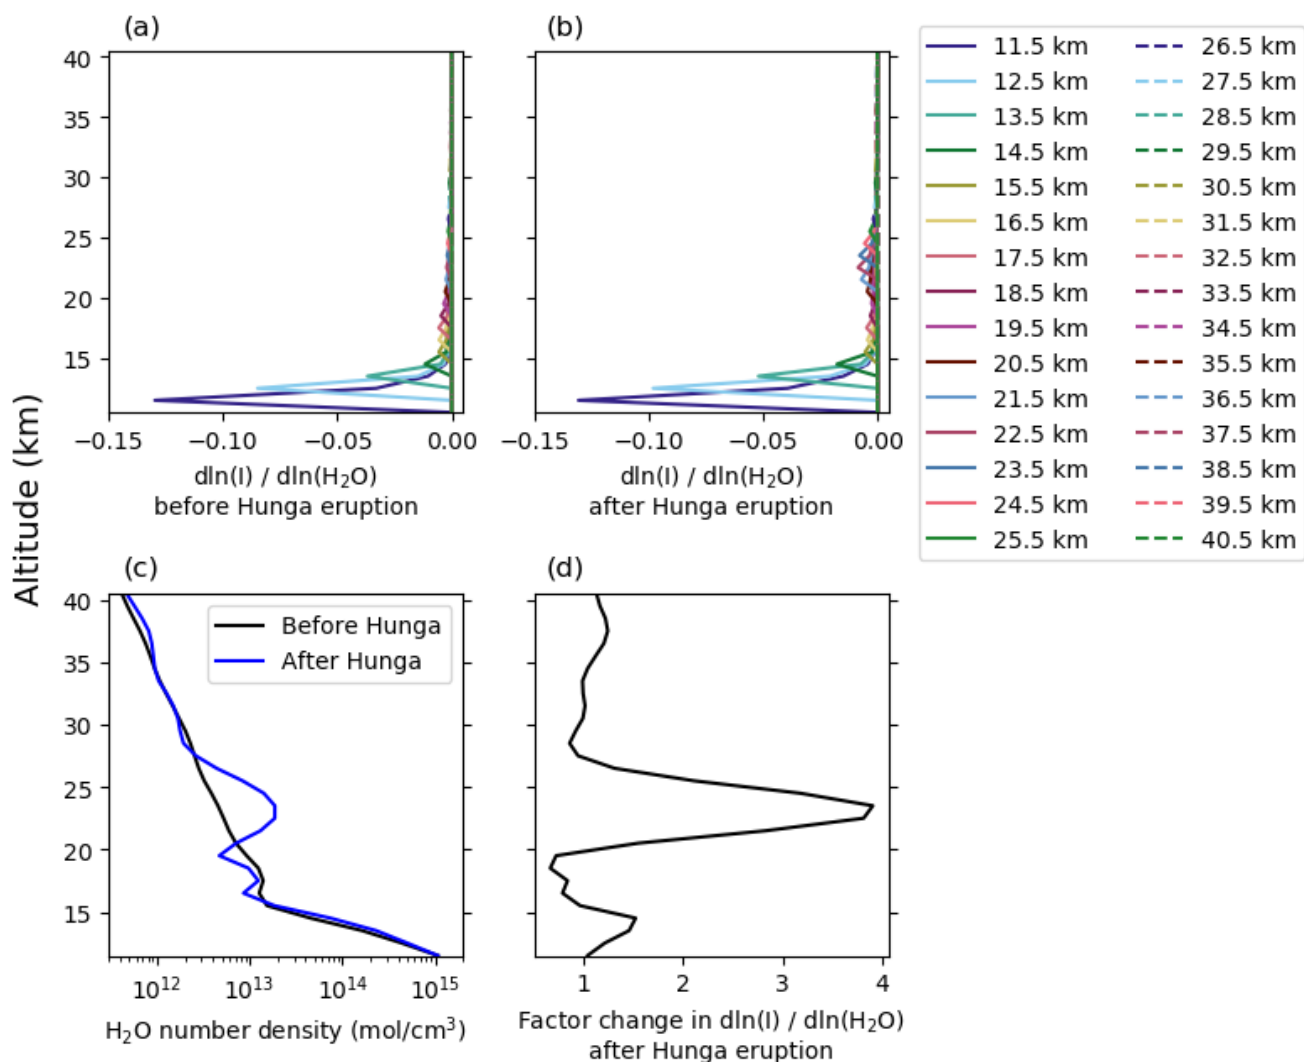 (a)
(b)
40
35
30
25
20
15
−0.15
−0.10
−0.05
0.00
−0.15
−0.10
−0.05
0.00
dln(I) / dln(H₂O)
before Hunga eruption
dln(I) / dln(H₂O)
after Hunga eruption
11.5 km
12.5 km
13.5 km
14.5 km
15.5 km
16.5 km
17.5 km
18.5 km
19.5 km
20.5 km
21.5 km
22.5 km
23.5 km
24.5 km
25.5 km
26.5 km
27.5 km
28.5 km
29.5 km
30.5 km
31.5 km
32.5 km
33.5 km
34.5 km
35.5 km
36.5 km
37.5 km
38.5 km
39.5 km
40.5 km
Altitude (km)
(c)
(d)
Before Hunga
After Hunga
40
35
30
25
20
15
10¹²
10¹³
10¹⁴
10¹⁵
H₂O number density (mol/cm³)
1
2
3
4
Factor change in dln(I) / dln(H₂O)
after Hunga eruption